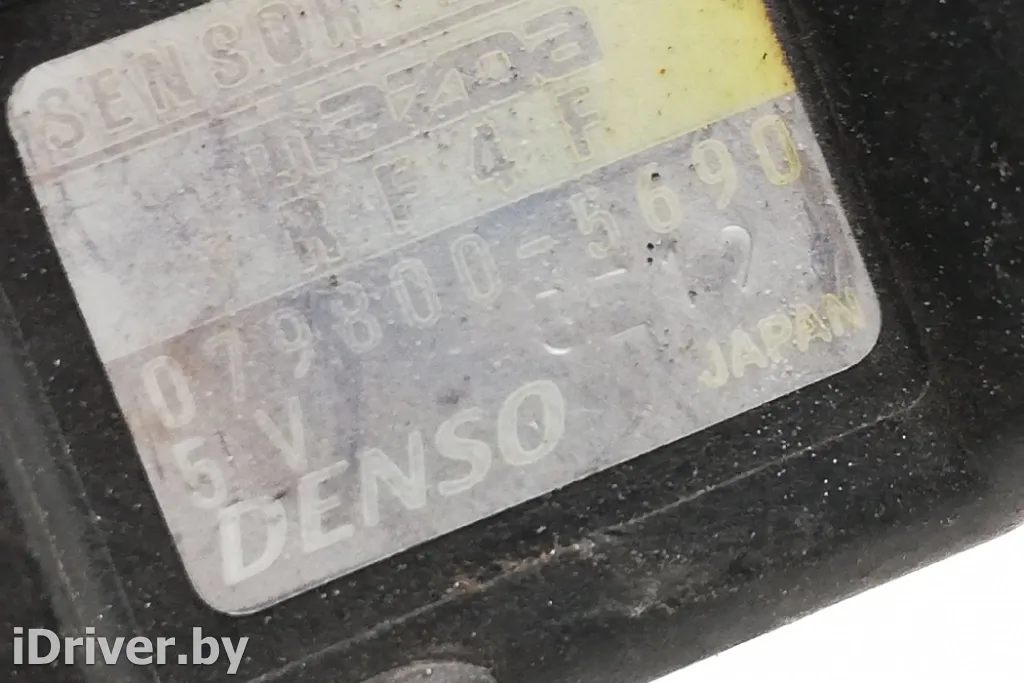 SENSOR
mazda
RF4F
079800-5690
5V
DENSO
JAPAN
iDriver.by